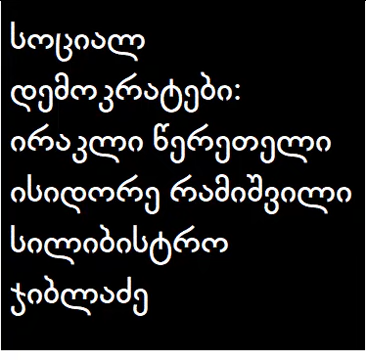 სოციალ
დემოკრატები:
ირაკლი წერეთელი
ისიდორე რამიშვილი
სილიბისტრო
ჯიბლაძე